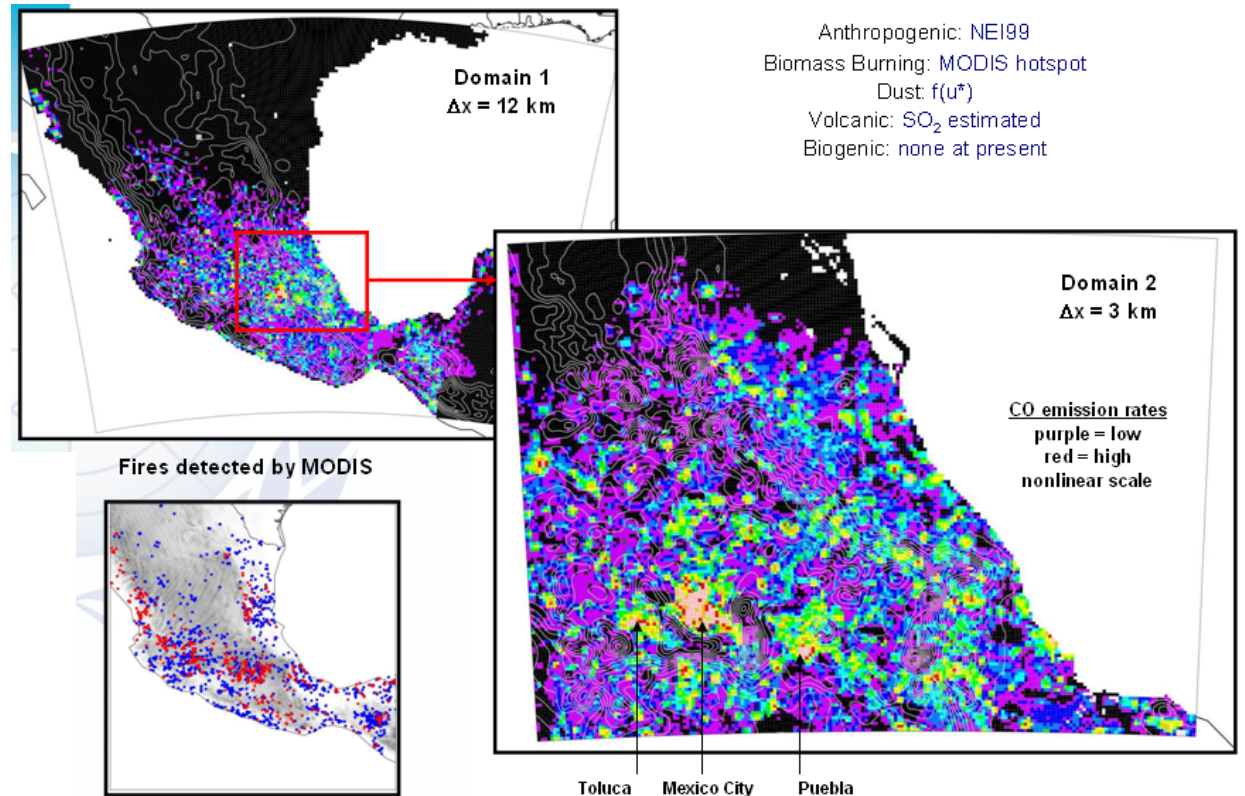 Domain 1
Δx = 12 km
Anthropogenic: NEI99
Biomass Burning: MODIS hotspot
Dust: f(u*)
Volcanic: SO₂ estimated
Biogenic: none at present
Domain 2
Δx = 3 km
CO emission rates
purple = low
red = high
nonlinear scale
Fires detected by MODIS
Toluca Mexico City Puebla